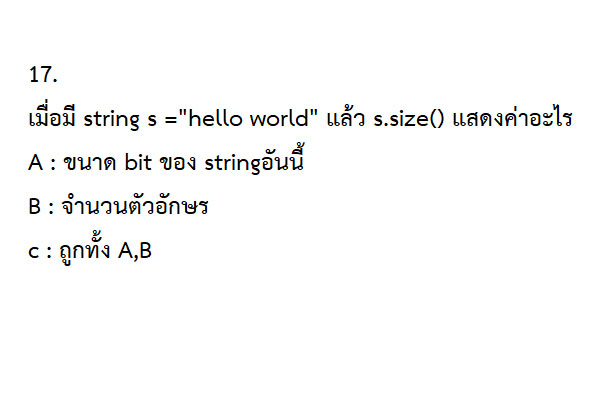 17.
เมื่อมี string s ="hello world" แล้ว s.size() แสดงค่าอะไร
A : ขนาด bit ของ stringอันนี้
B : จำนวนตัวอักษร
c : ถูกทั้ง A,B